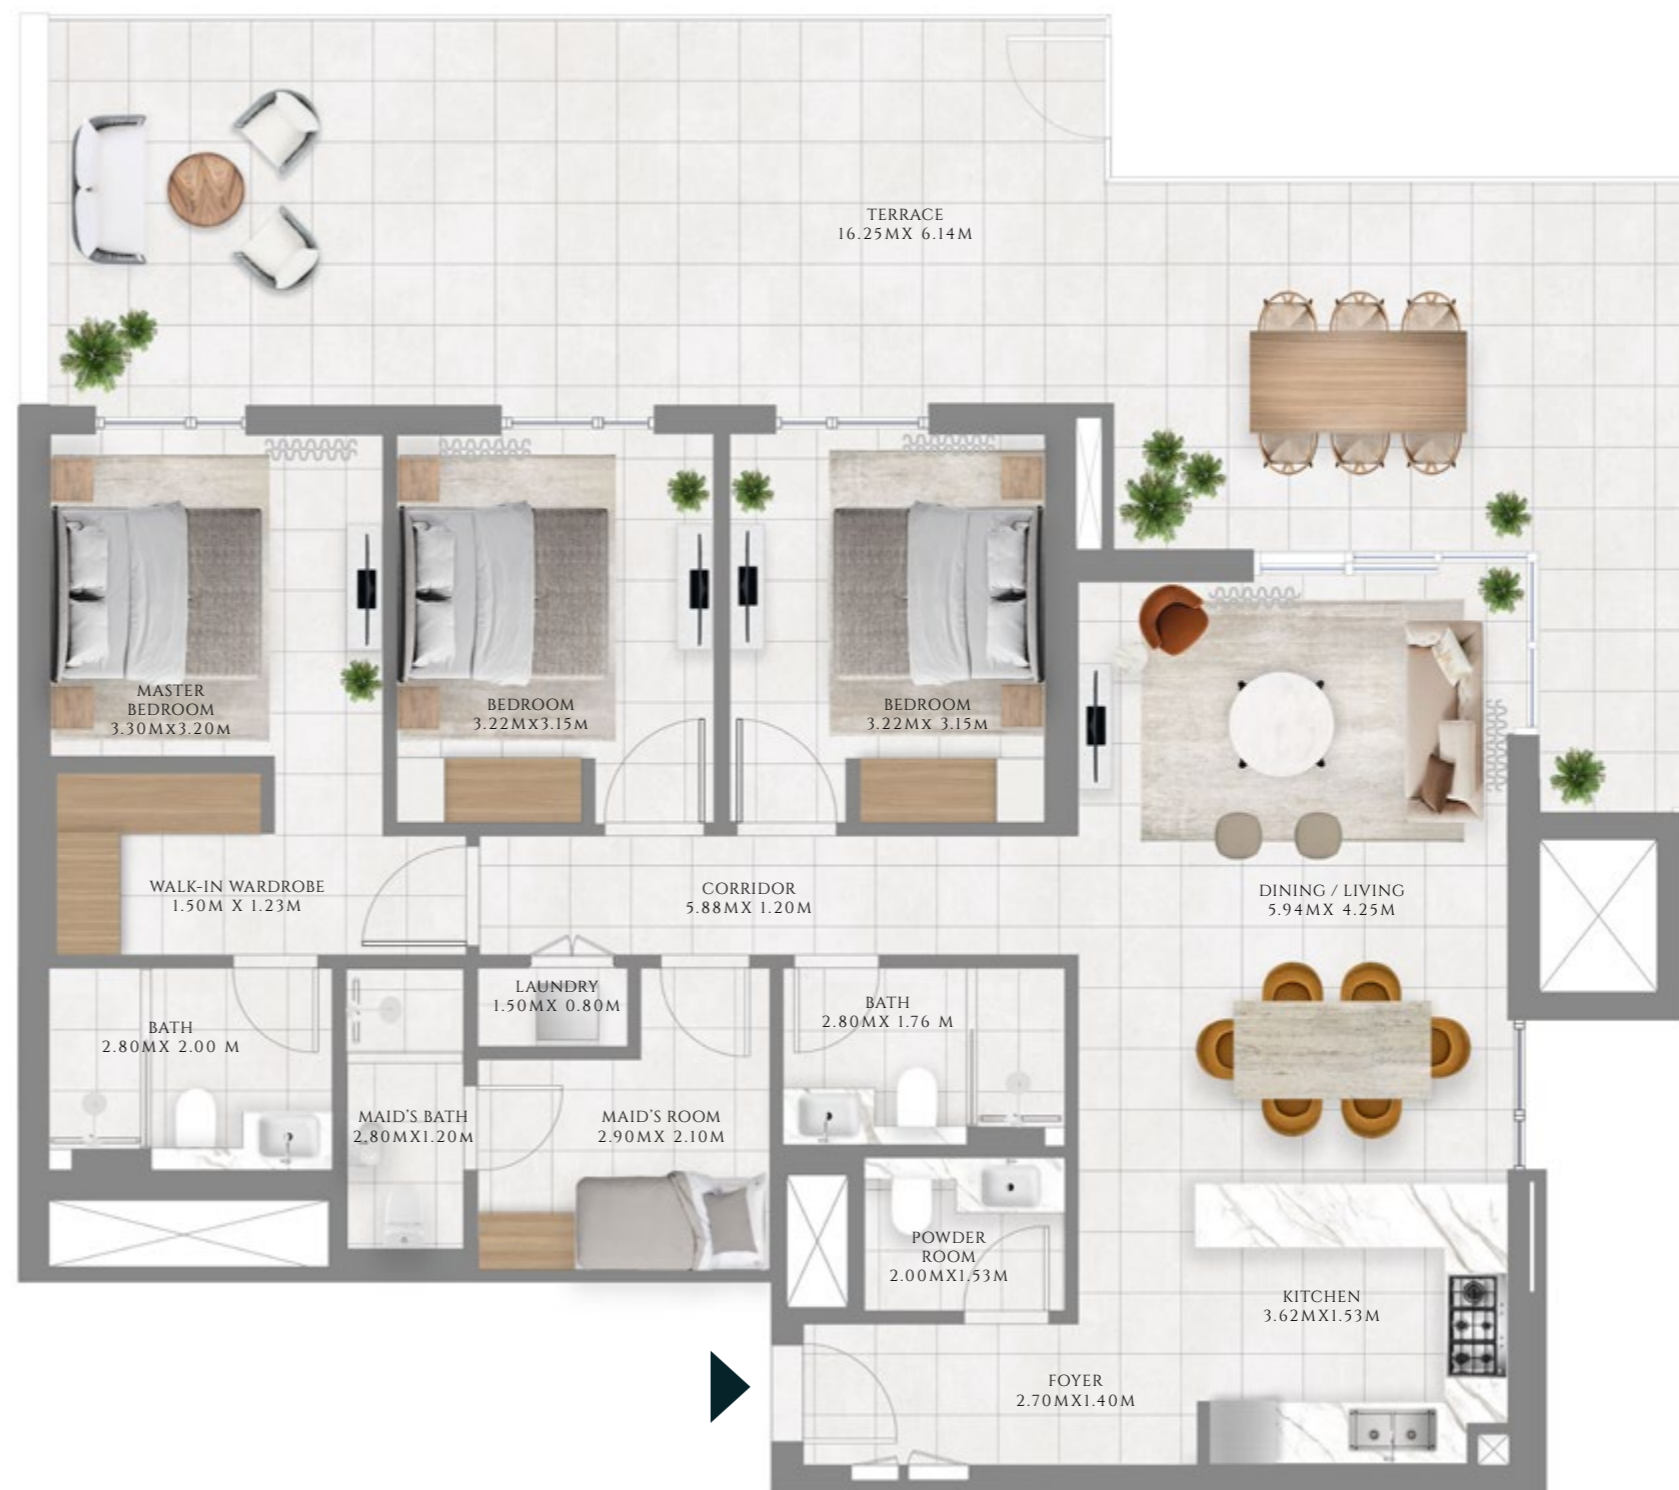 TERRACE
16.25MX 6.14M
MASTER
BEDROOM
3.30MX3.20M
BEDROOM
3.22MX3.15M
BEDROOM
3.22MX 3.15M
WALK-IN WARDROBE
1.50M X 1.23M
CORRIDOR
5.88MX 1.20M
DINING / LIVING
5.94MX 4.25M
LAUNDRY
1.50MX 0.80M
BATH
2.80MX 1.76 M
BATH
2.80MX 2.00 M
MAID'S BATH
2.80MX1.20M
MAID'S ROOM
2.90MX 2.10M
POWDER
ROOM
2.00MX1.53M
KITCHEN
3.62MX1.53M
FOYER
2.70MX1.40M